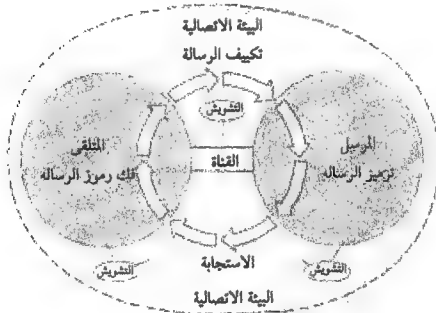 البيئة الاتصالية
تكييف الرسالة
التشويش
المرسل
ترميز الرسالة
القناة
المتلقي
فك رموز الرسالة
الاستجابة
التشويش
التشويش
البيئة الاتصالية